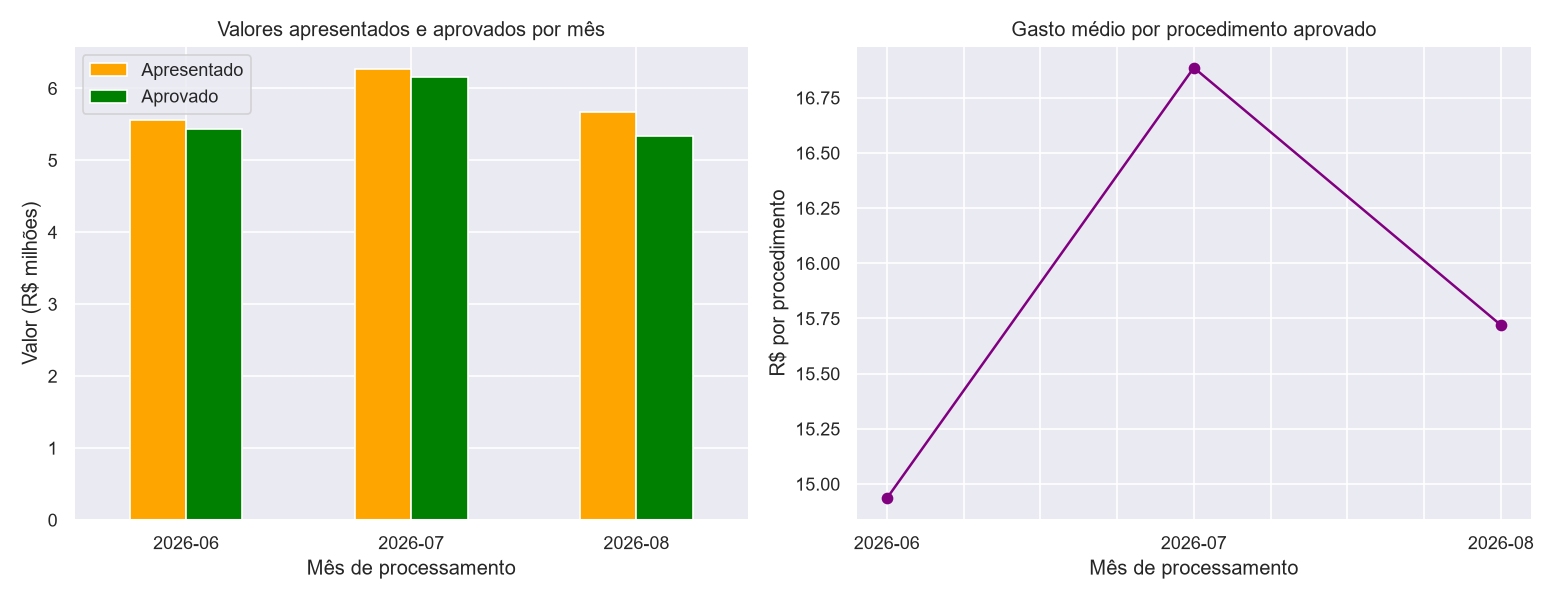 Valores apresentados e aprovados por mês
Apresentado
Aprovado
Valor (R$ milhões)
6
5
4
3
2
1
0
2026-06 2026-07 2026-08
Mês de processamento
Gasto médio por procedimento aprovado
R$ por procedimento
16.75
16.50
16.25
16.00
15.75
15.50
15.25
15.00
2026-06 2026-07 2026-08
Mês de processamento